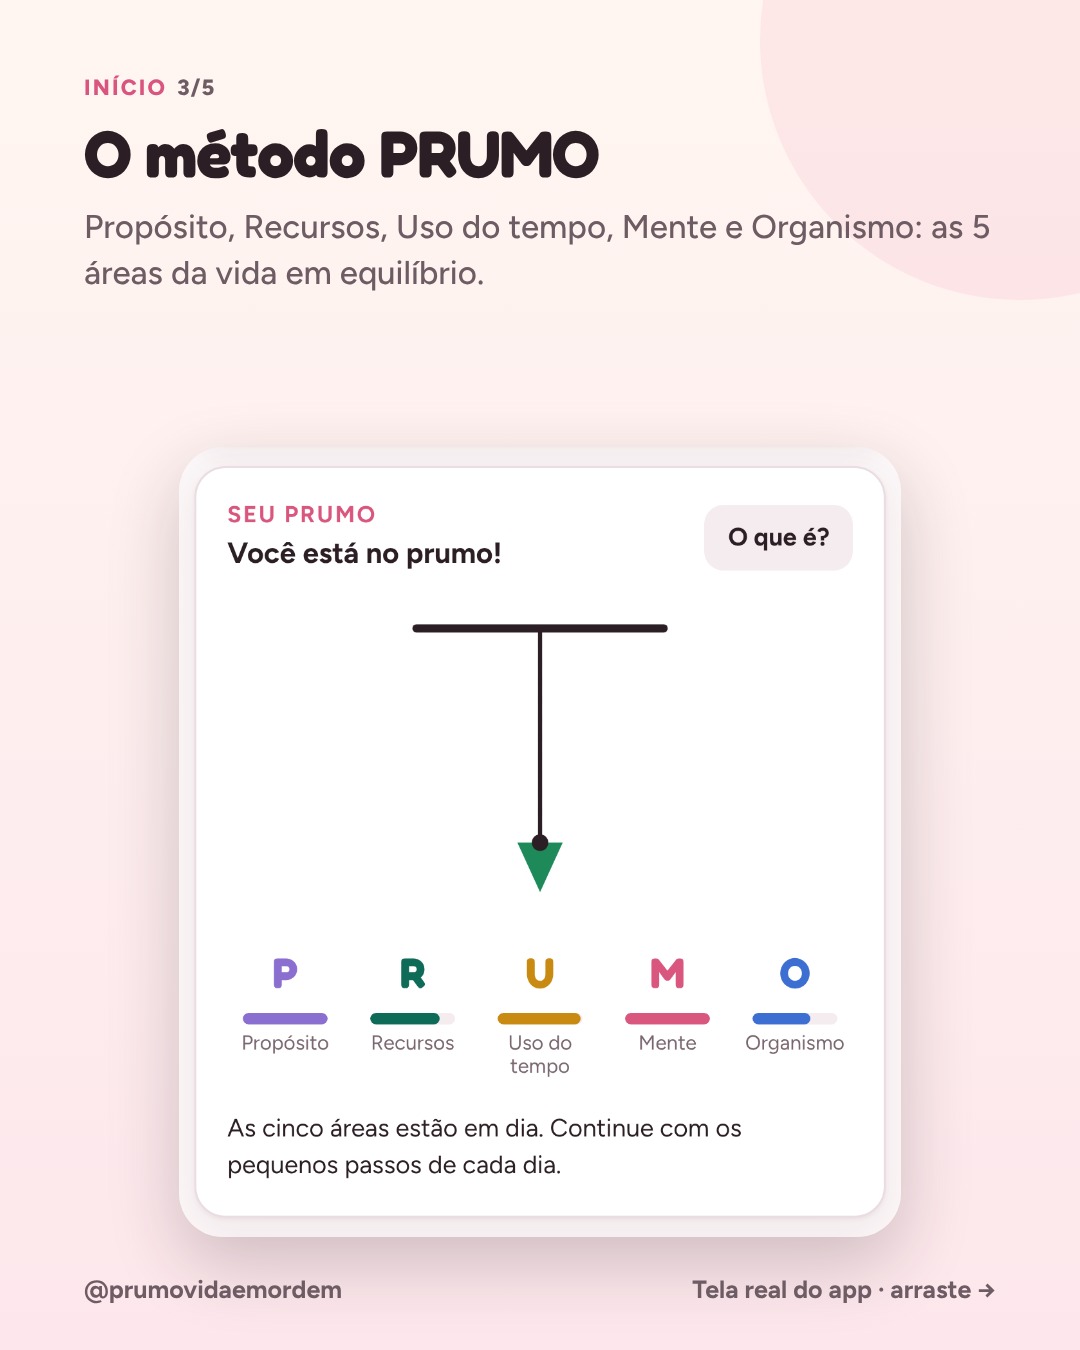 INÍCIO 3/5
O método PRUMO
Propósito, Recursos, Uso do tempo, Mente e Organismo: as 5
áreas da vida em equilíbrio.
SEU PRUMO
Você está no prumo!
O que é?
P R U M O
Propósito Recursos Uso do Mente Organismo
tempo
As cinco áreas estão em dia. Continue com os
pequenos passos de cada dia.
@prumovidaemordem
Tela real do app · arraste →